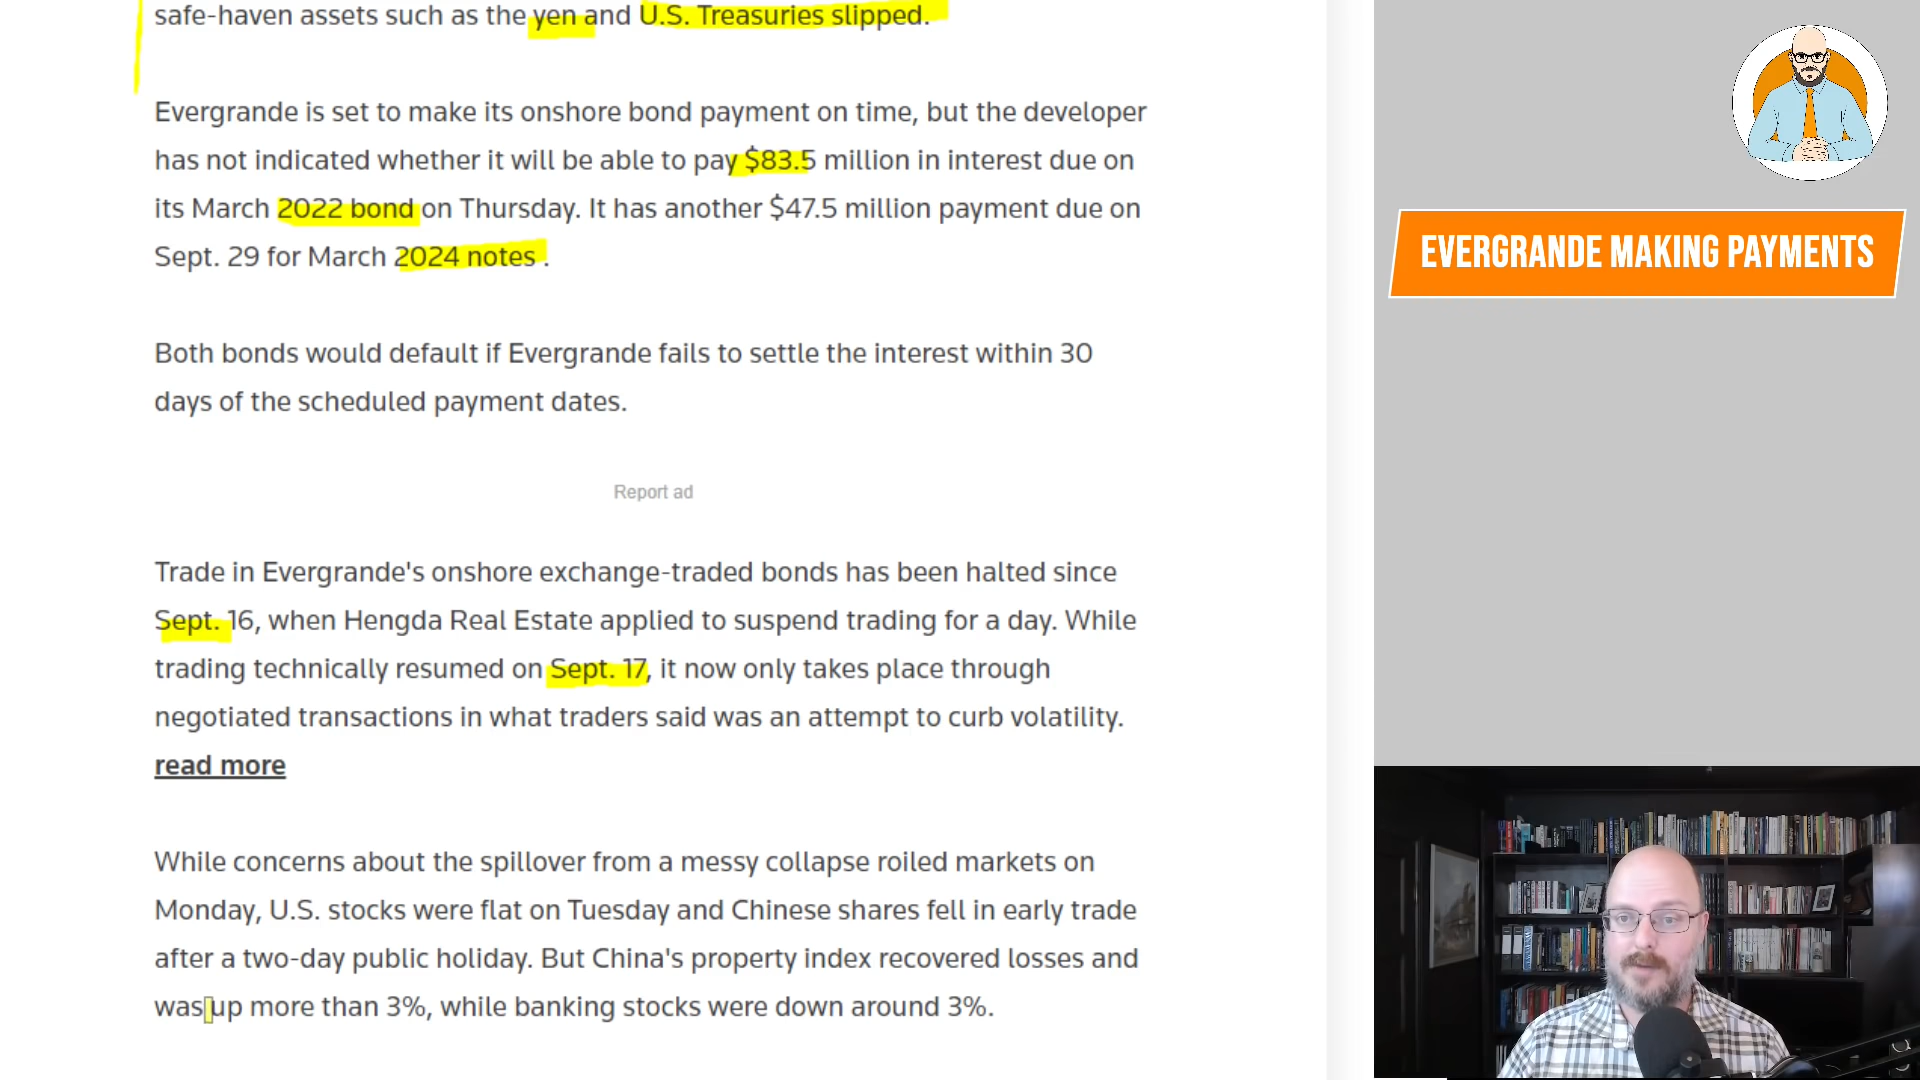 safe-haven assets such as the yen and U.S. Treasuries slipped.
Evergrande is set to make its onshore bond payment on time, but the developer
has not indicated whether it will be able to pay $83.5 million in interest due on
its March 2022 bond on Thursday. It has another $47.5 million payment due on
Sept. 29 for March 2024 notes .
Both bonds would default if Evergrande fails to settle the interest within 30
days of the scheduled payment dates.
Report ad
Trade in Evergrande's onshore exchange-traded bonds has been halted since
Sept. 16, when Hengda Real Estate applied to suspend trading for a day. While
trading technically resumed on Sept. 17, it now only takes place through
negotiated transactions in what traders said was an attempt to curb volatility.
read more
While concerns about the spillover from a messy collapse roiled markets on
Monday, U.S. stocks were flat on Tuesday and Chinese shares fell in early trade
after a two-day public holiday. But China's property index recovered losses and
was up more than 3%, while banking stocks were down around 3%.
EVERGRANDE MAKING PAYMENTS